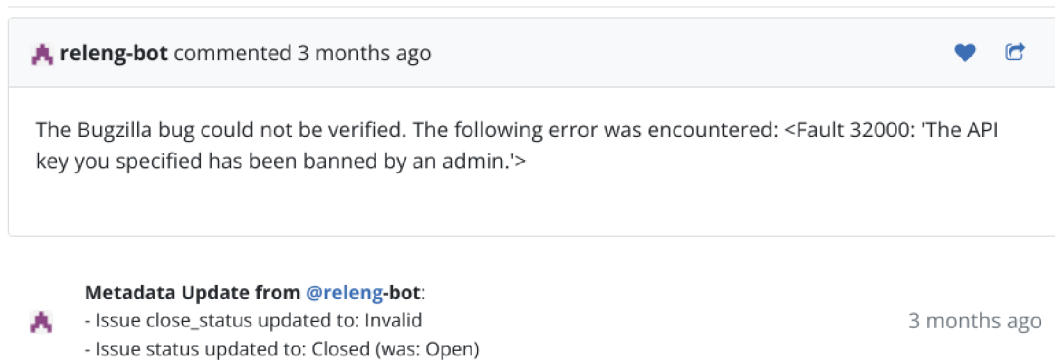 releng-bot commented 3 months ago
The Bugzilla bug could not be verified. The following error was encountered: <Fault 32000: 'The API
key you specified has been banned by an admin.'>
Metadata Update from @releng-bot:
- Issue close_status updated to: Invalid
3 months ago
- Issue status updated to: Closed (was: Open)